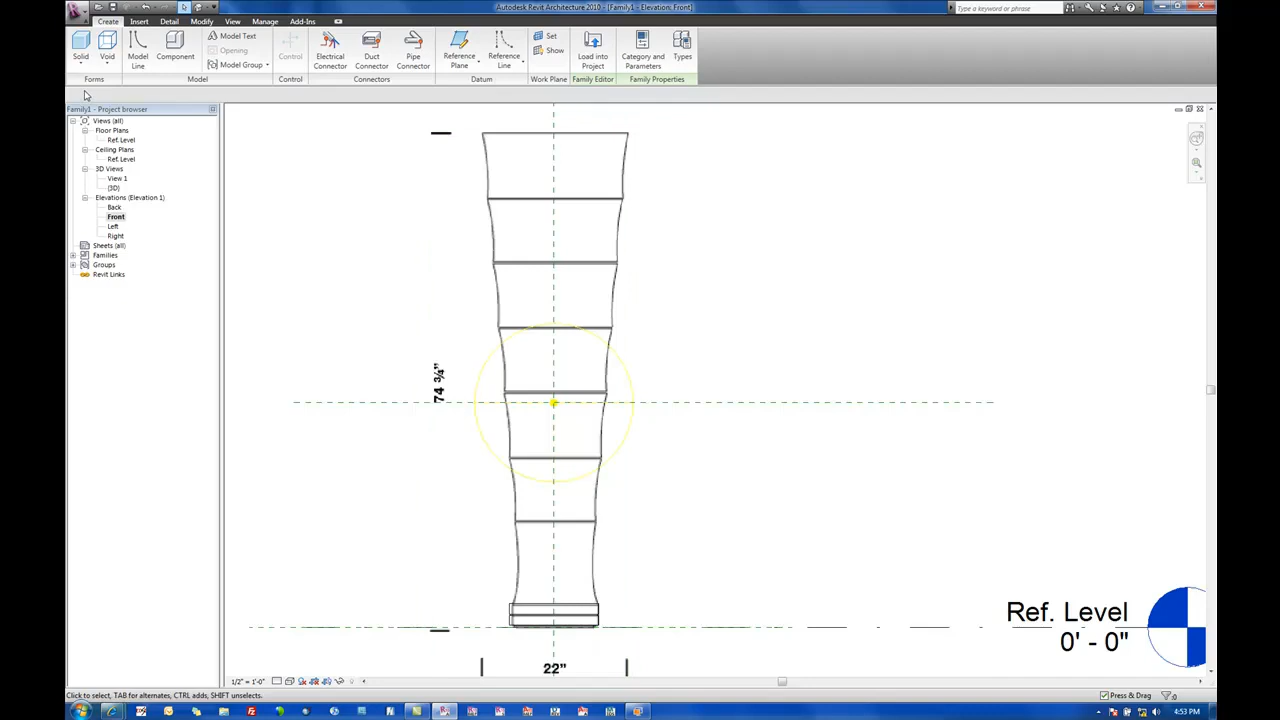 Autodesk Revit Architecture 2010 - [Family1 - Elevation: Front]
Type a keyword or phrase
Create Insert Detail Modify View Manage Add-Ins
Solid Void Model Line Component Model Text Opening Model Group Control Electrical Connector Duct Connector Pipe Connector Reference Plane Reference Line Set Show Load into Project Category and Parameters Types
Forms Model Control Connectors Datum Work Plane Family Editor Family Properties
Family1 - Project browser
Views (all)
Floor Plans
Ref. Level
Ceiling Plans
Ref. Level
3D Views
View 1
{3D}
Elevations (Elevation 1)
Back
Front
Left
Right
Sheets (all)
Families
Groups
Revit Links
74 ¾"
22"
Ref. Level
0' - 0"
1/2" = 1'-0"
Click to select, TAB for alternates, CTRL adds, SHIFT unselects.
Press & Drag
:0
4:53 PM